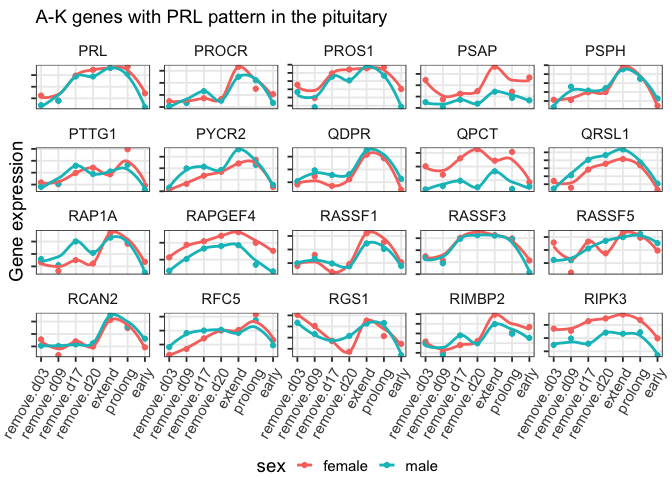 A-K genes with PRL pattern in the pituitary
PRL PROCR PROS1 PSAP PSPH
PTTG1 PYCR2 QDPR QPCT QRSL1
RAP1A RAPGEF4 RASSF1 RASSF3 RASSF5
RCAN2 RFC5 RGS1 RIMBP2 RIPK3
Gene expression
remove.d03 remove.d09 remove.d17 remove.d20 extend prolong early
remove.d03 remove.d09 remove.d17 remove.d20 extend prolong early
remove.d03 remove.d09 remove.d17 remove.d20 extend prolong early
remove.d03 remove.d09 remove.d17 remove.d20 extend prolong early
remove.d03 remove.d09 remove.d17 remove.d20 extend prolong early
sex female male